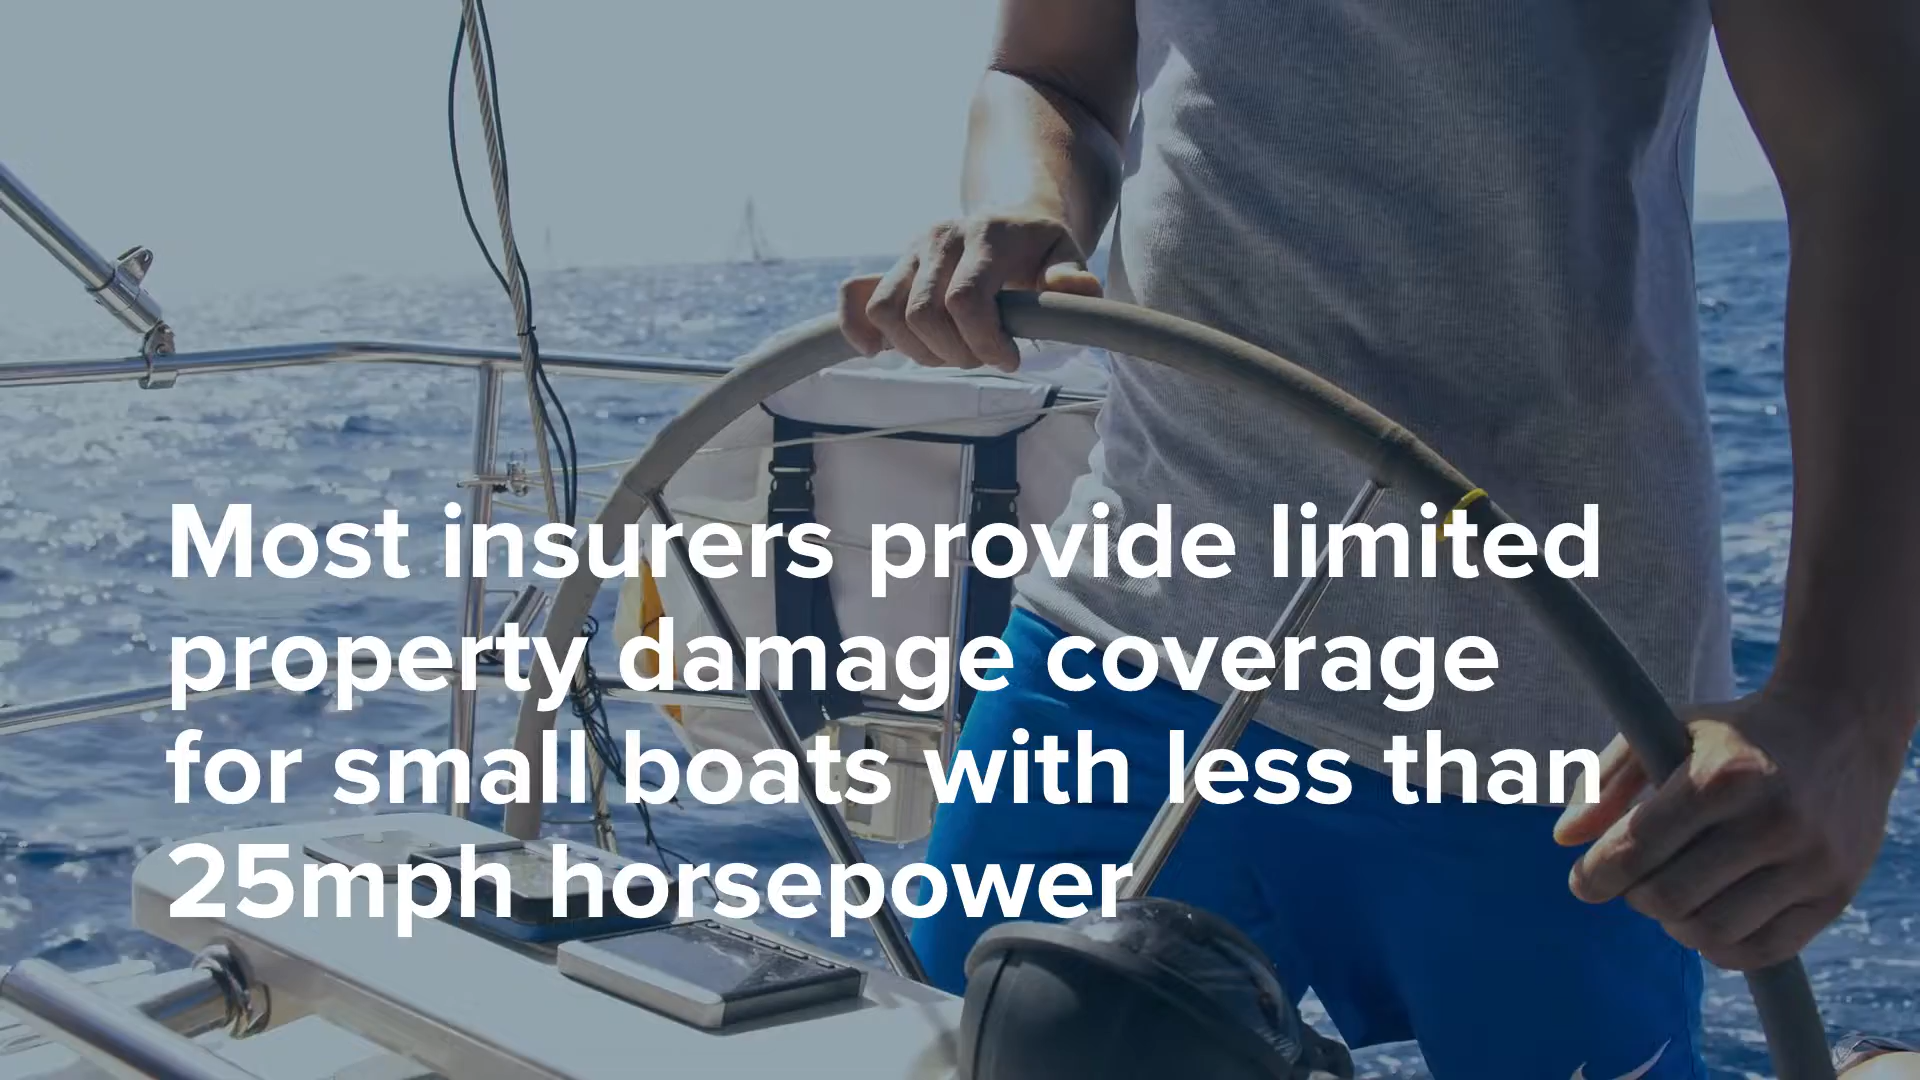 Most insurers provide limited
property damage coverage
for small boats with less than
25mph horsepower